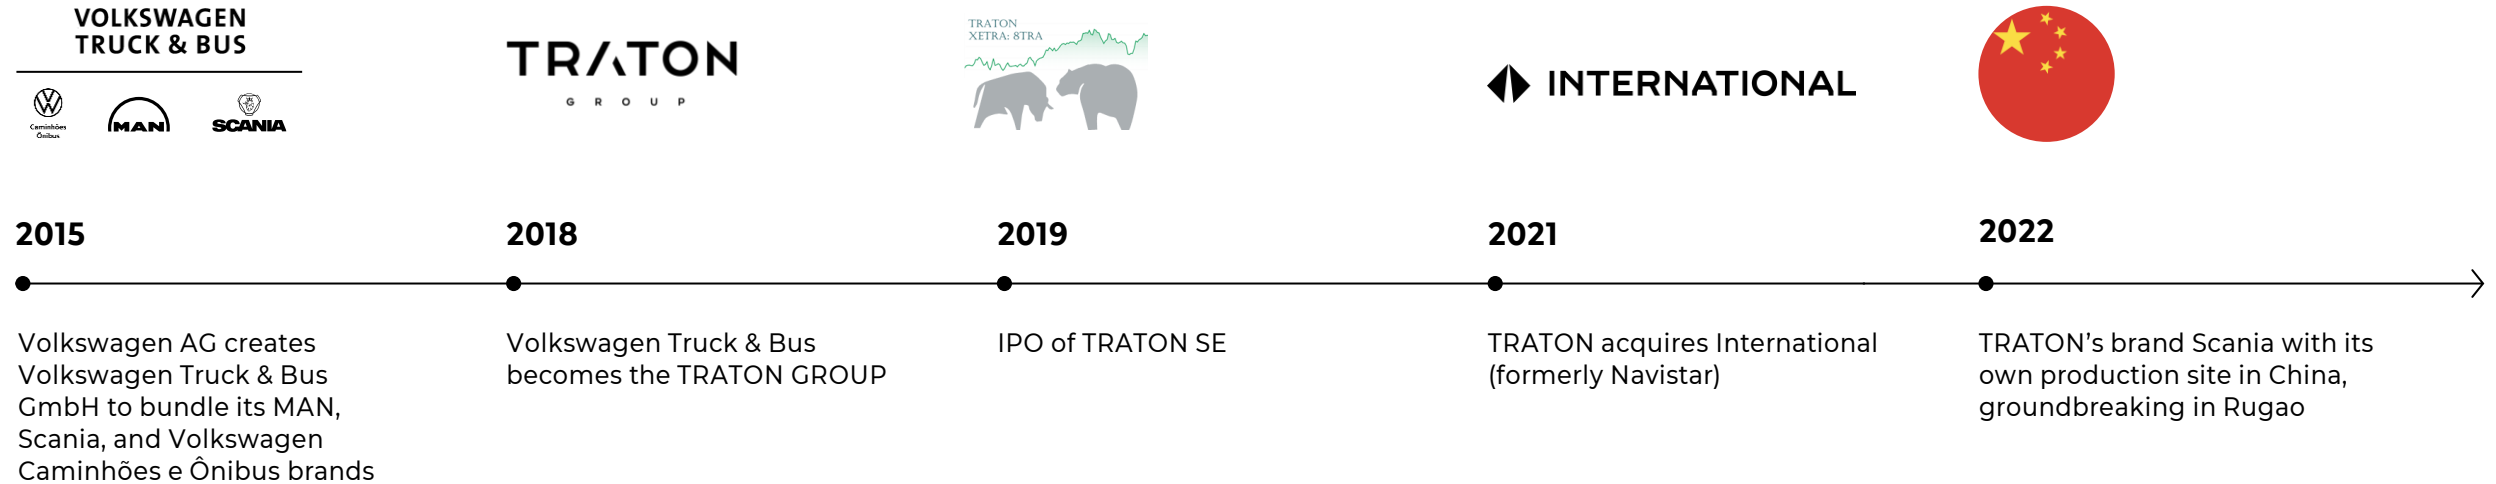 VOLKSWAGEN
TRUCK & BUS
Caminhões
Ônibus
MAN
SCANIA
TRATON
GROUP
TRATON
XETRA: 8TRA
INTERNATIONAL
2015
2018
2019
2021
2022
Volkswagen AG creates
Volkswagen Truck & Bus
GmbH to bundle its MAN,
Scania, and Volkswagen
Caminhões e Ônibus brands
Volkswagen Truck & Bus
becomes the TRATON GROUP
IPO of TRATON SE
TRATON acquires International
(formerly Navistar)
TRATON’s brand Scania with its
own production site in China,
groundbreaking in Rugao